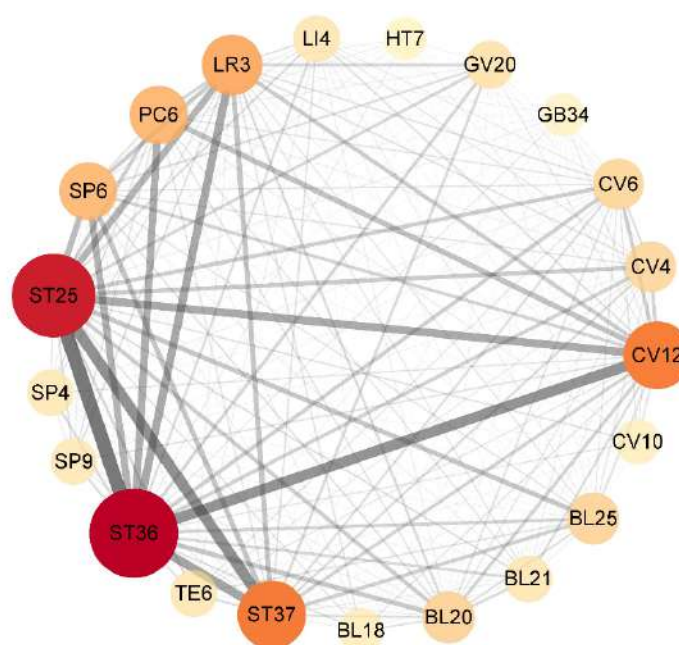 LI4
HT7
LR3
GV20
PC6
GB34
SP6
CV6
CV4
ST25
CV12
SP4
CV10
SP9
BL25
ST36
BL21
TE6
ST37
BL20
BL18